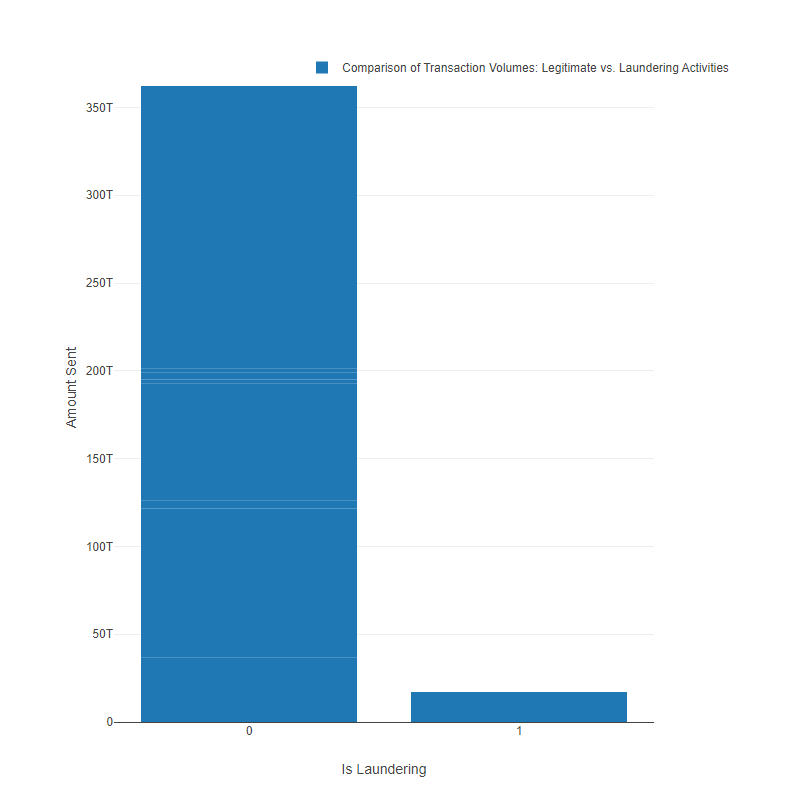 Comparison of Transaction Volumes: Legitimate vs. Laundering Activities
350T
300T
250T
200T
150T
100T
50T
0
Amount Sent
0 1
Is Laundering